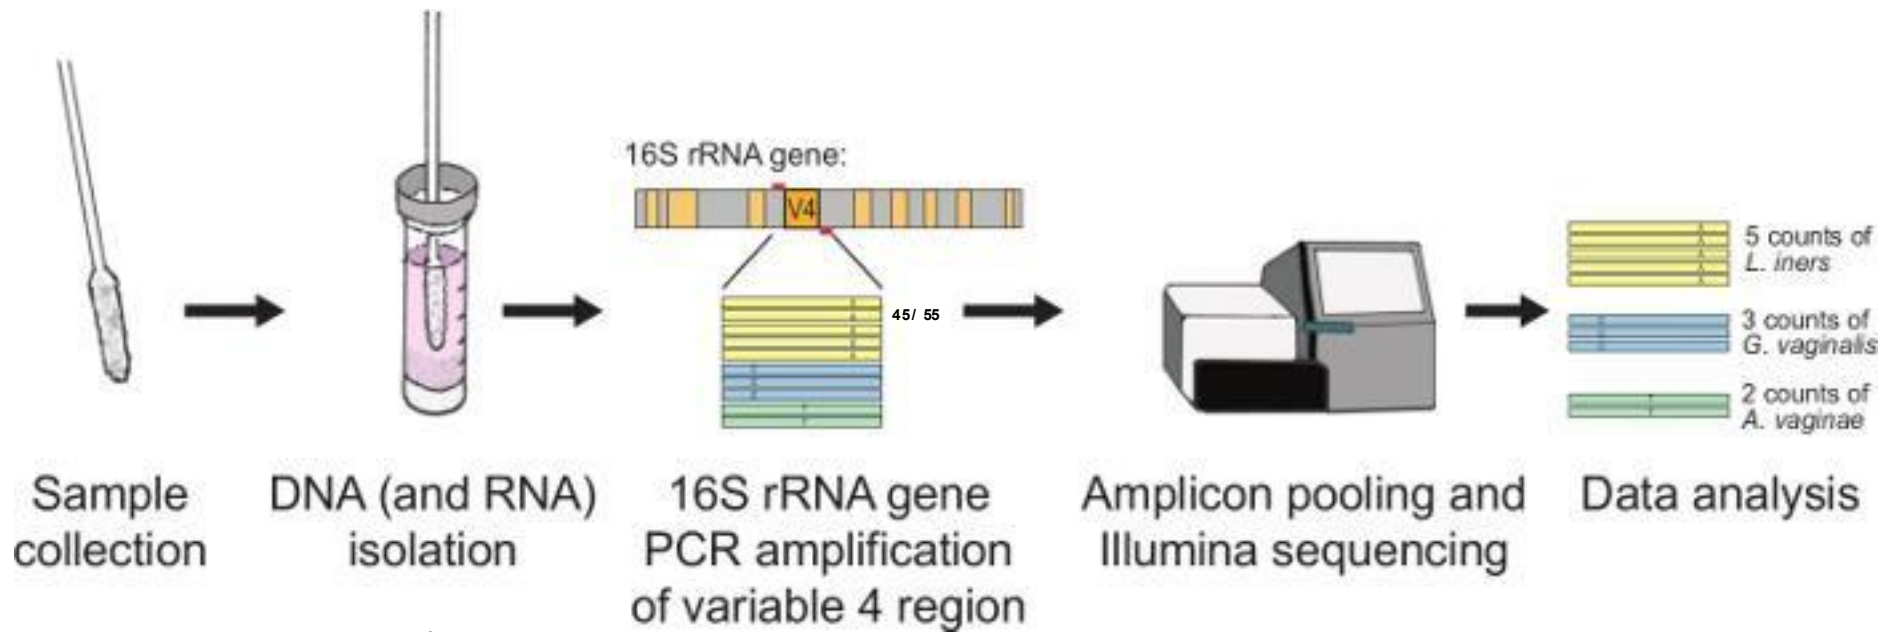 16S rRNA gene:
V4
45/ 55
5 counts of
L. iners
3 counts of
G. vaginalis
2 counts of
A. vaginae
Sample
collection
DNA (and RNA)
isolation
16S rRNA gene
PCR amplification
of variable 4 region
Amplicon pooling and
Illumina sequencing
Data analysis